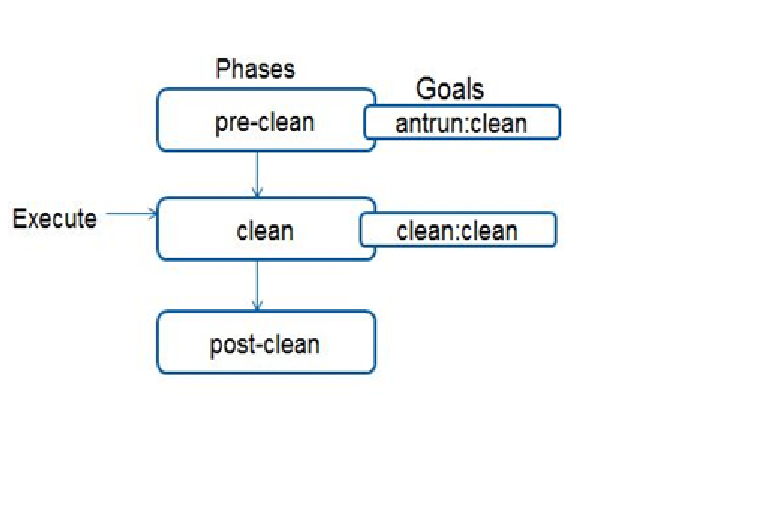 Phases
Goals
pre-clean
antrun:clean
Execute
clean
clean:clean
post-clean